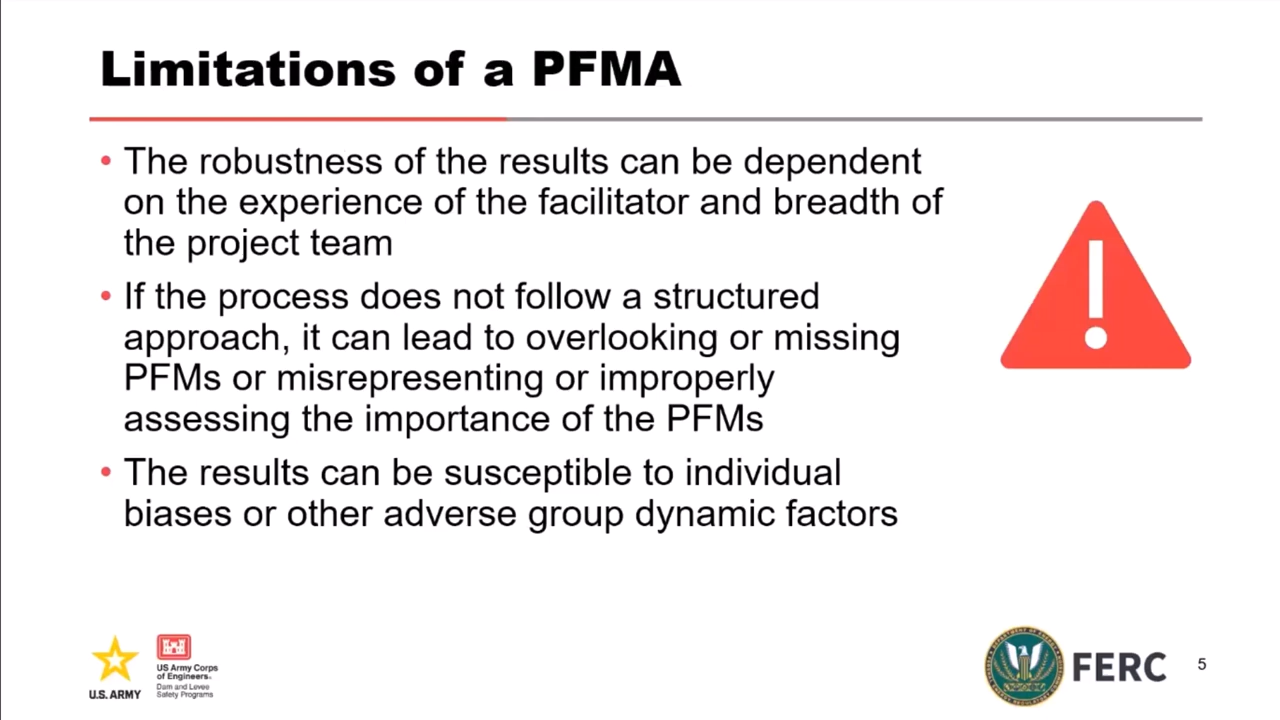 Limitations of a PFMA
• The robustness of the results can be dependent
on the experience of the facilitator and breadth of
the project team
• If the process does not follow a structured
approach, it can lead to overlooking or missing
PFMs or misrepresenting or improperly
assessing the importance of the PFMs
• The results can be susceptible to individual
biases or other adverse group dynamic factors
U.S. ARMY
US Army Corps
of Engineers.
Dam and Levee
Safety Programs
FERC
5